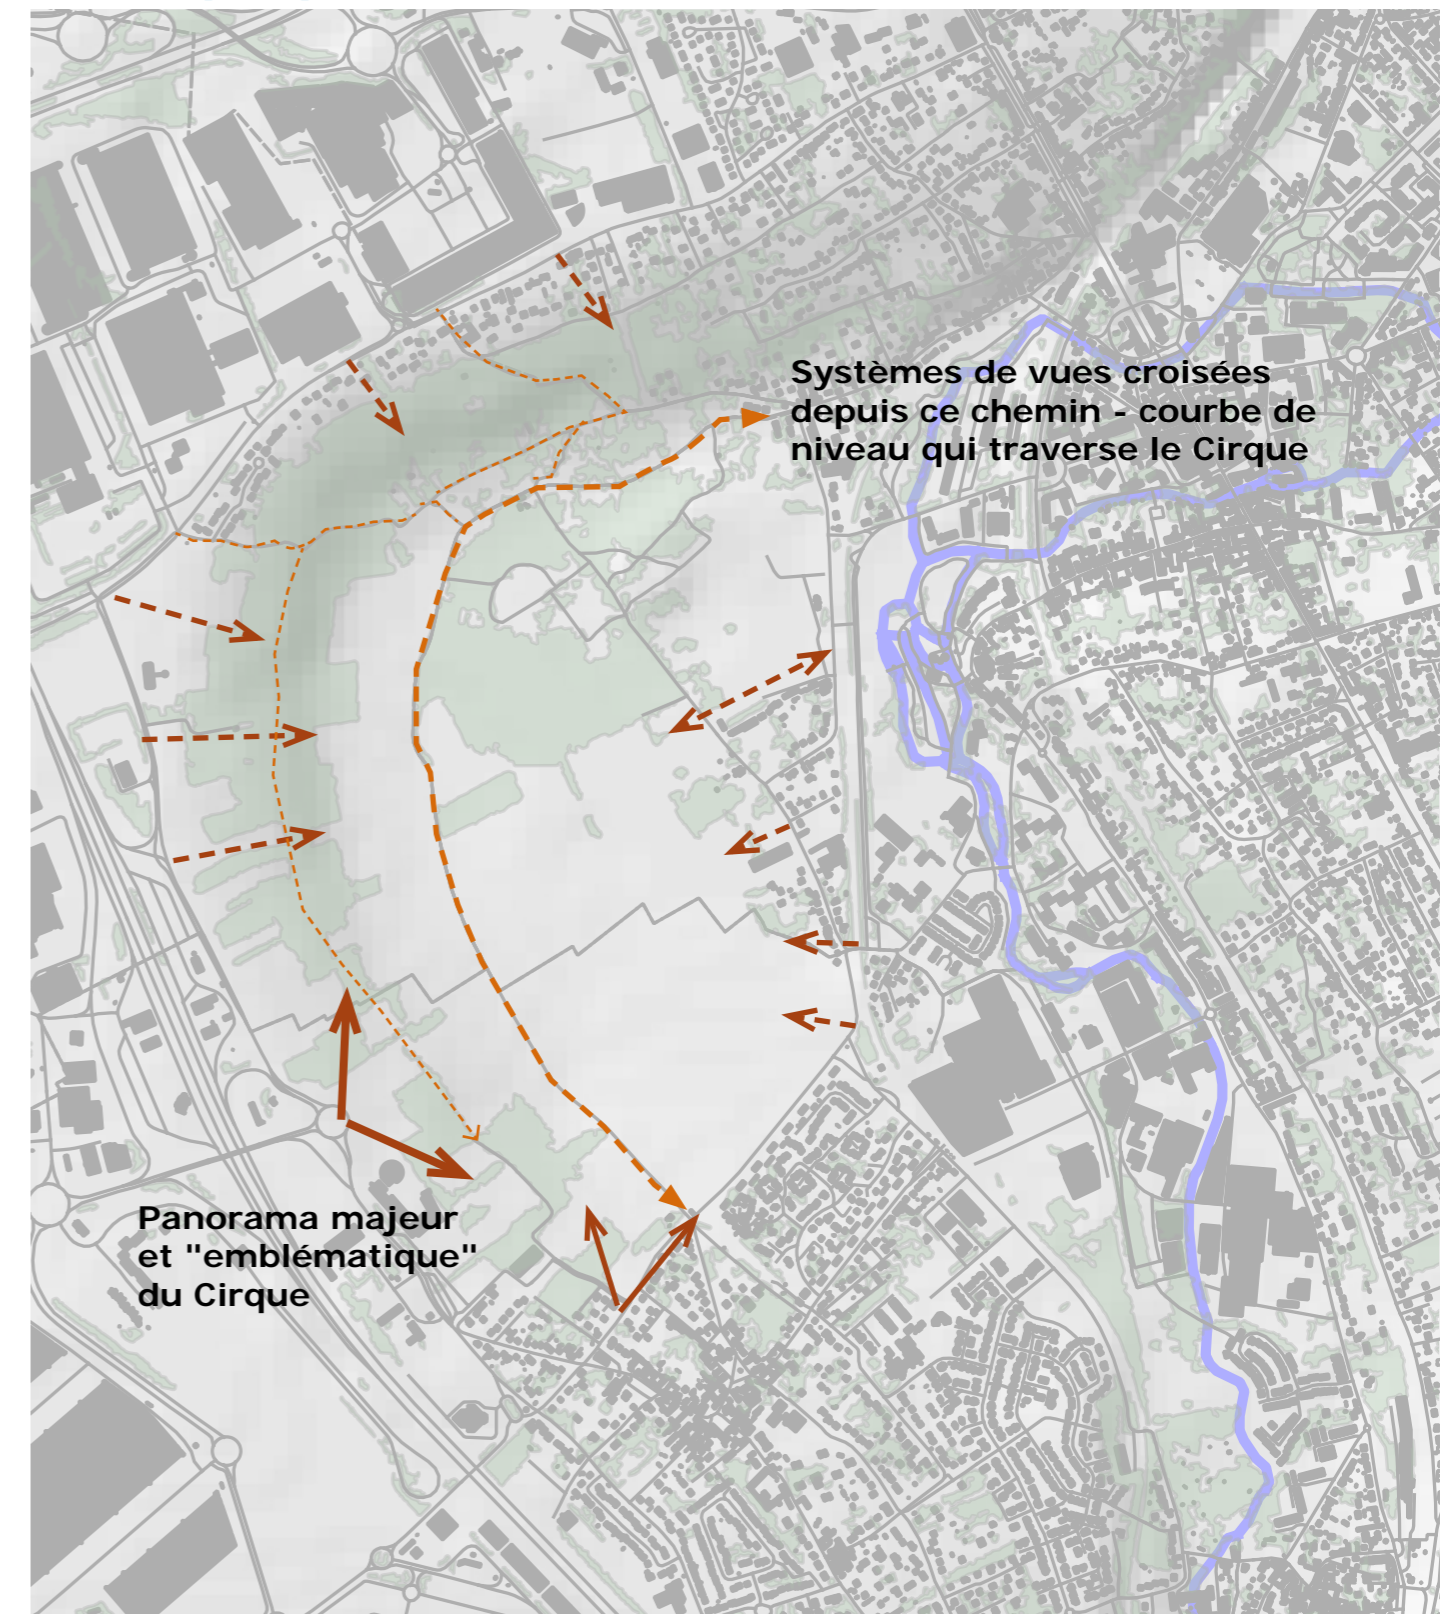 Systèmes de vues croisées
depuis ce chemin - courbe de
niveau qui traverse le Cirque
Panorama majeur
et "emblématique"
du Cirque